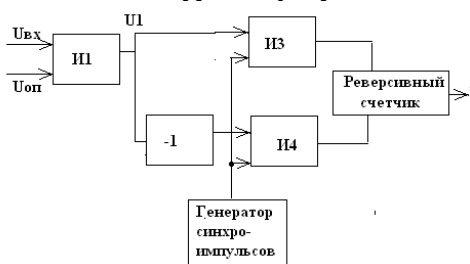 U1
Uвх
И1
И3
Uоп
Реверсивный
счетчик
-1
И4
Генератор
синхро-
импульсов